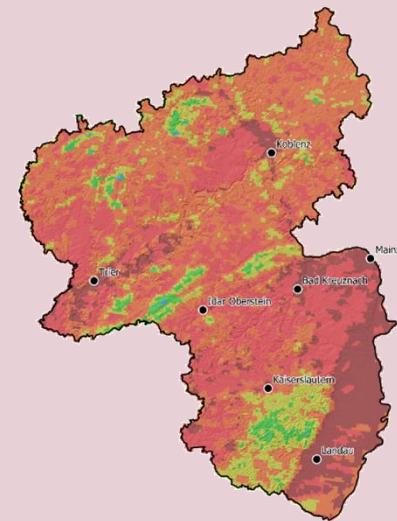 Koblenz
Mainz
Trier
Bad Kreuznach
Idar Oberstein
Kaiserslautern
Landau